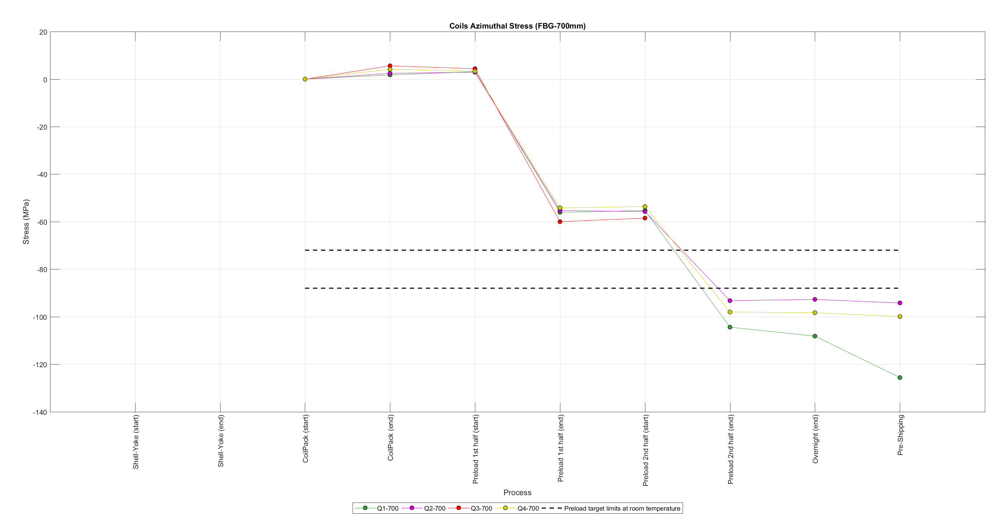 Coils Azimuthal Stress (FBG-700mm)
20
0
-20
-40
-60
-80
-100
-120
-140
Stress (MPa)
Shell-Yoke (start)
Shell-Yoke (end)
CoilPack (start)
CoilPack (end)
Preload 1st half (start)
Preload 1st half (end)
Preload 2nd half (start)
Preload 2nd half (end)
Overnight (end)
Pre-Shipping
Process
Q1-700 Q2-700 Q3-700 Q4-700 Preload target limits at room temperature